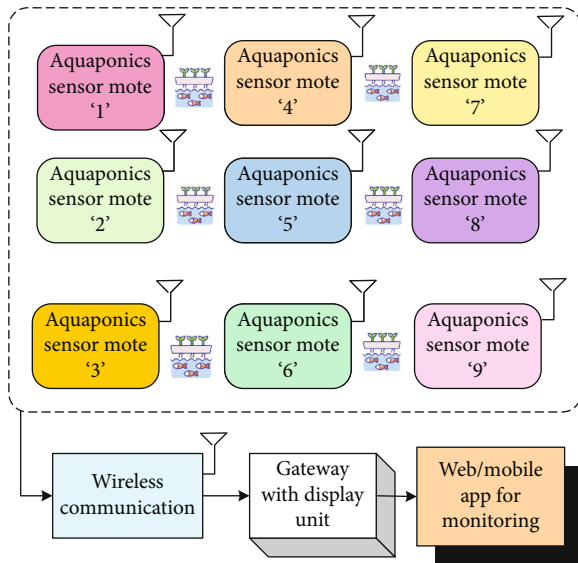 Aquaponics
sensor mote
‘1’
Aquaponics
sensor mote
‘4’
Aquaponics
sensor mote
‘7’
Aquaponics
sensor mote
‘2’
Aquaponics
sensor mote
‘5’
Aquaponics
sensor mote
‘8’
Aquaponics
sensor mote
‘3’
Aquaponics
sensor mote
‘6’
Aquaponics
sensor mote
‘9’
Wireless
communication
Gateway
with display
unit
Web/mobile
app for
monitoring